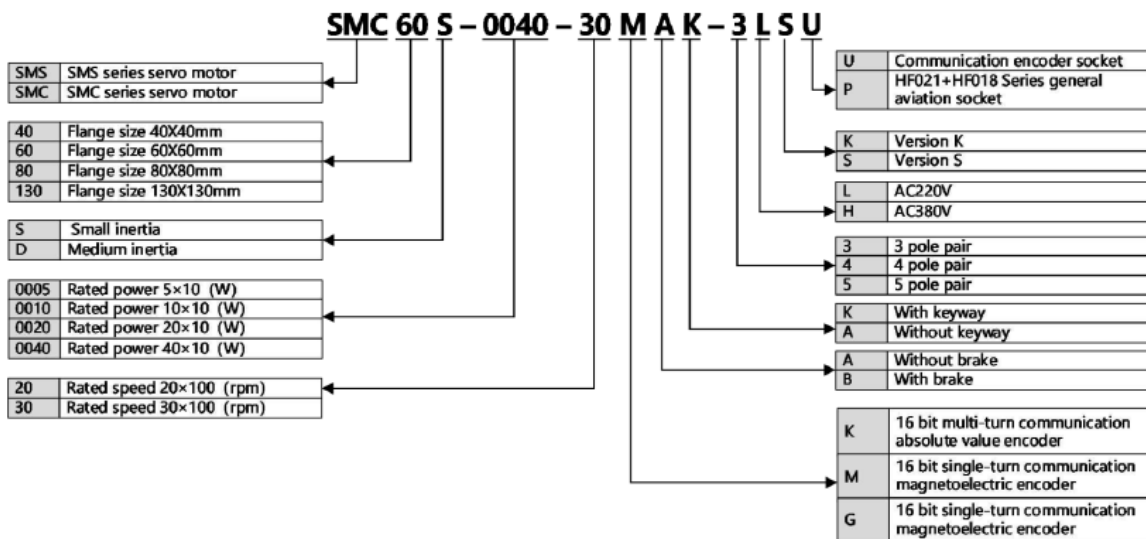 SMC 60 S - 0040 - 30 M A K - 3 L S U
SMS SMS series servo motor
SMC SMC series servo motor
40 Flange size 40X40mm
60 Flange size 60X60mm
80 Flange size 80X80mm
130 Flange size 130X130mm
S Small inertia
D Medium inertia
0005 Rated power 5×10 (W)
0010 Rated power 10×10 (W)
0020 Rated power 20×10 (W)
0040 Rated power 40×10 (W)
20 Rated speed 20×100 (rpm)
30 Rated speed 30×100 (rpm)
U Communication encoder socket
P HF021+HF018 Series general
aviation socket
K Version K
S Version S
L AC220V
H AC380V
3 3 pole pair
4 4 pole pair
5 5 pole pair
K With keyway
A Without keyway
A Without brake
B With brake
K 16 bit multi-turn communication
absolute value encoder
M 16 bit single-turn communication
magnetoelectric encoder
G 16 bit single-turn communication
magnetoelectric encoder